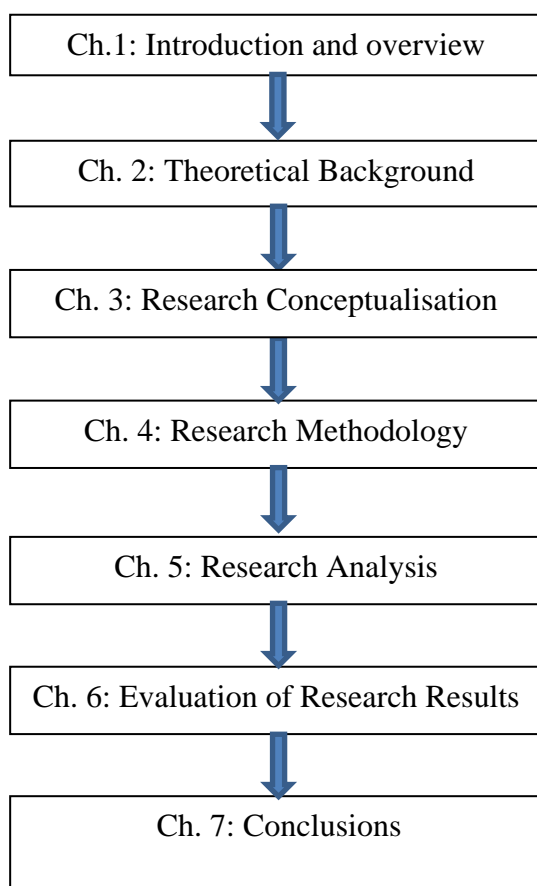 Ch.1: Introduction and overview
Ch. 2: Theoretical Background
Ch. 3: Research Conceptualisation
Ch. 4: Research Methodology
Ch. 5: Research Analysis
Ch. 6: Evaluation of Research Results
Ch. 7: Conclusions